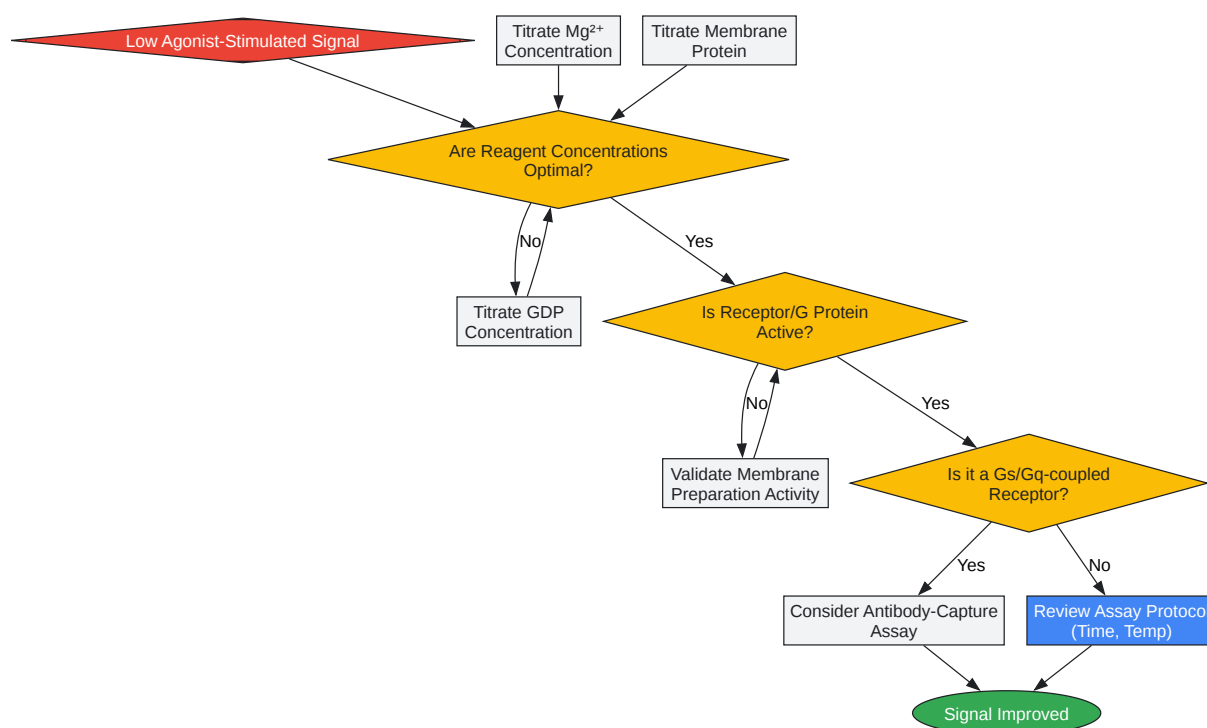 Low Agonist-Stimulated Signal
Titrate Mg²⁺
Concentration
Titrate Membrane
Protein
Are Reagent Concentrations
Optimal?
No
Yes
Titrate GDP
Concentration
Is Receptor/G Protein
Active?
No
Yes
Validate Membrane
Preparation Activity
Is it a Gs/Gq-coupled
Receptor?
Yes
No
Consider Antibody-Capture
Assay
Review Assay Protoco
(Time, Temp)
Signal Improved